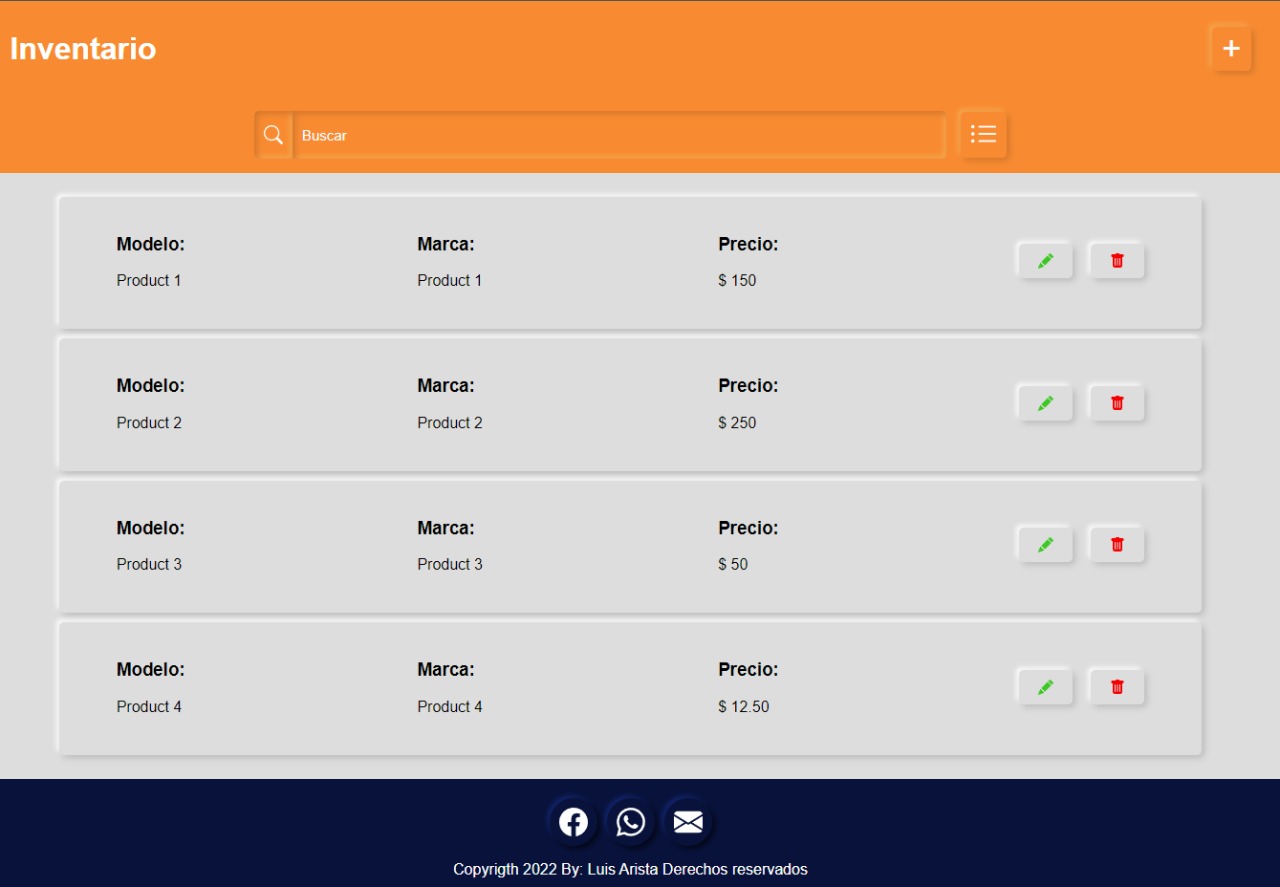 Inventario
+
Buscar
Modelo: Marca: Precio:
Product 1 Product 1 $ 150
Modelo: Marca: Precio:
Product 2 Product 2 $ 250
Modelo: Marca: Precio:
Product 3 Product 3 $ 50
Modelo: Marca: Precio:
Product 4 Product 4 $ 12.50
Copyrigth 2022 By: Luis Arista Derechos reservados